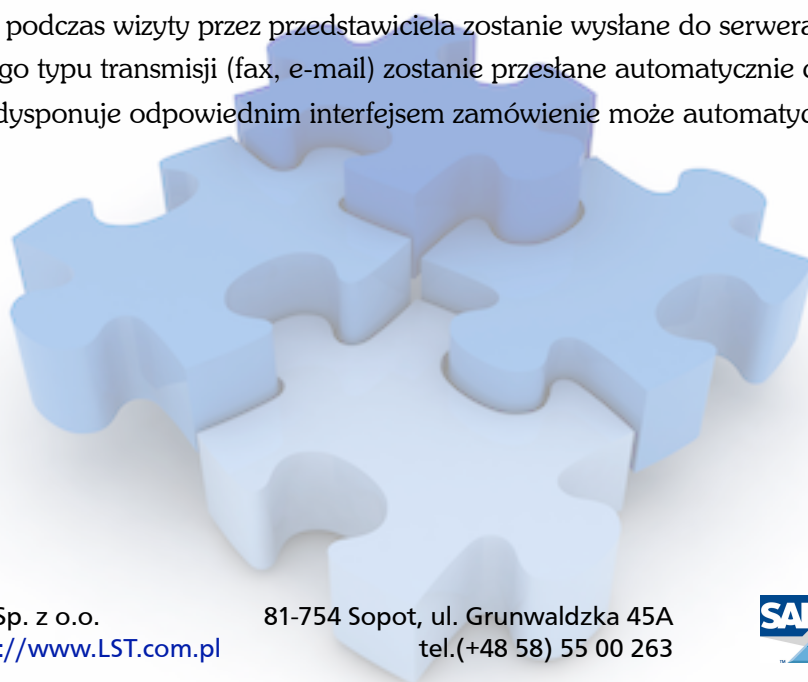 podczas wizyty przez przedstawiciela zostanie wysłane do serwera
go typu transmisji (fax, e-mail) zostanie przesłane automatycznie
dysponuje odpowiednim interfejsem zamówienie może automatyc
Sp. z o.o.
81-754 Sopot, ul. Grunwaldzka 45A
://www.LST.com.pl
tel.(+48 58) 55 00 263